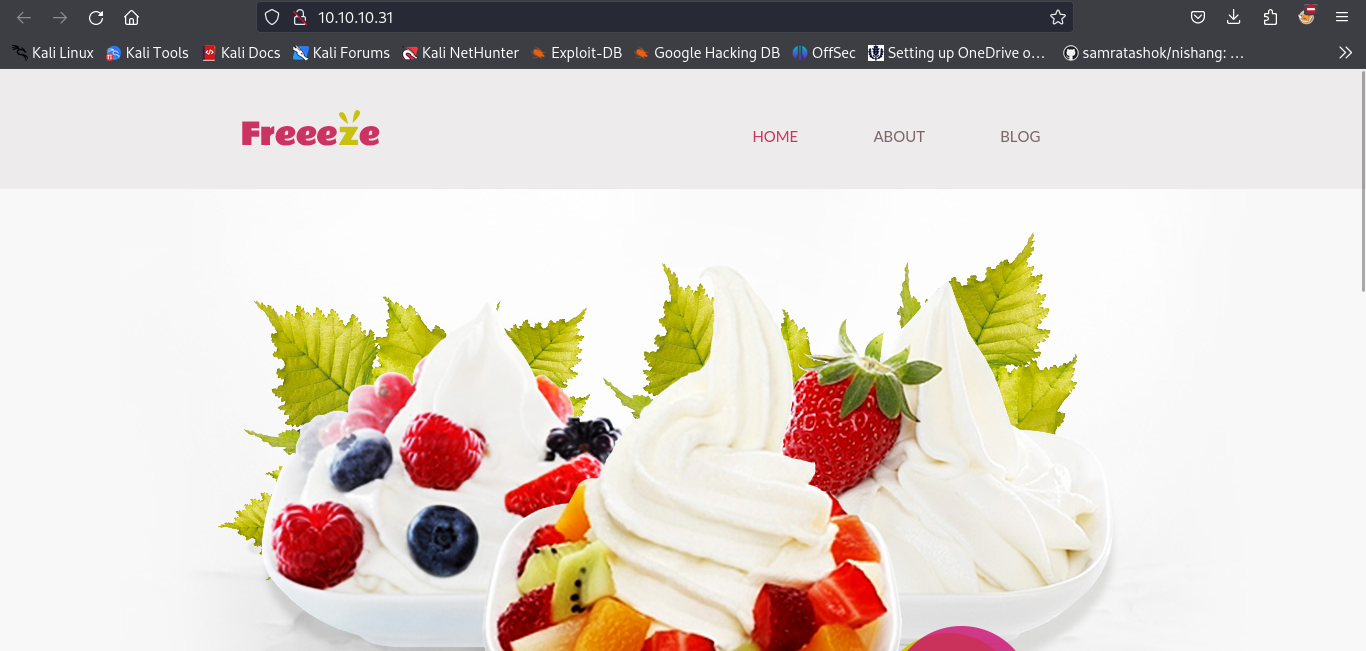 10.10.10.31
Kali Linux Kali Tools Kali Docs Kali Forums Kali NetHunter Exploit-DB Google Hacking DB OffSec Setting up OneDrive o… samratashok/nishang: …
Freeeze HOME ABOUT BLOG